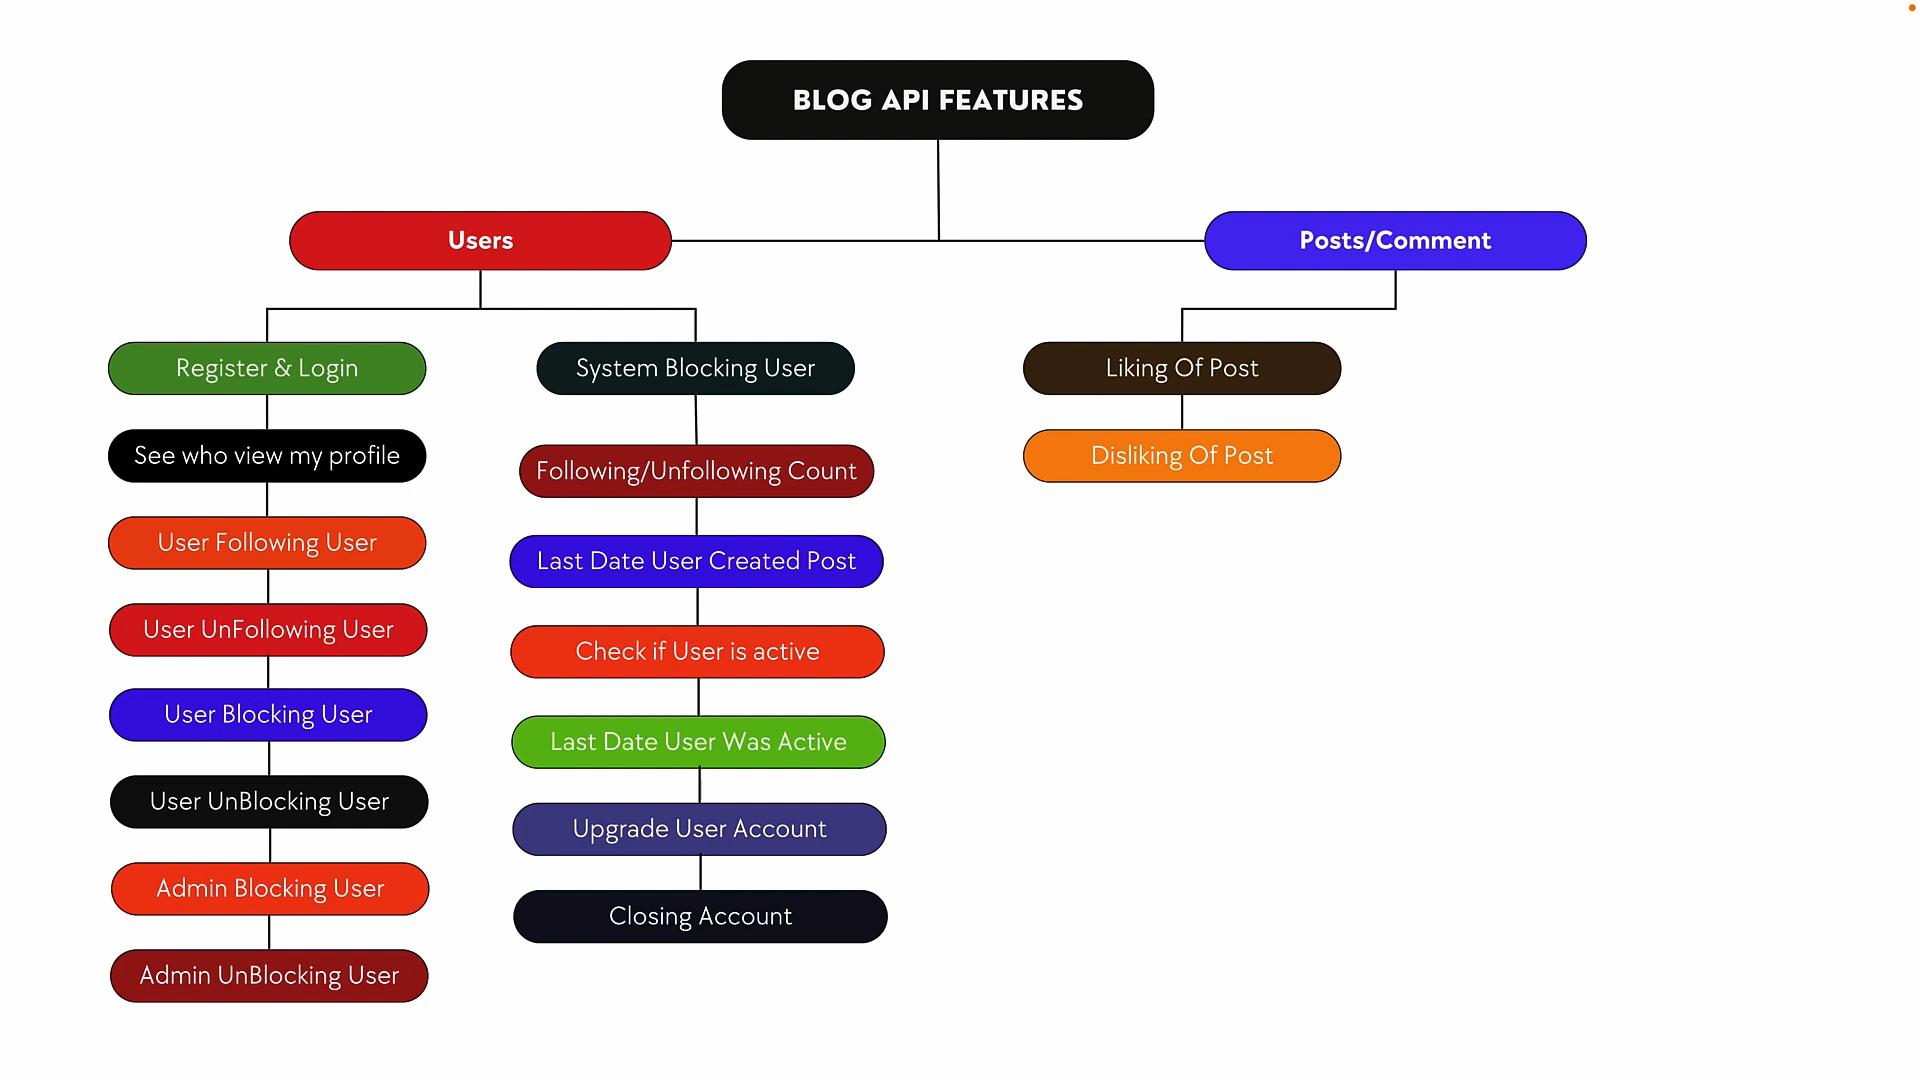 BLOG API FEATURES
Users
Posts/Comment
Register & Login
See who view my profile
User Following User
User UnFollowing User
User Blocking User
User UnBlocking User
Admin Blocking User
Admin UnBlocking User
System Blocking User
Following/Unfollowing Count
Last Date User Created Post
Check if User is active
Last Date User Was Active
Upgrade User Account
Closing Account
Liking Of Post
Disliking Of Post